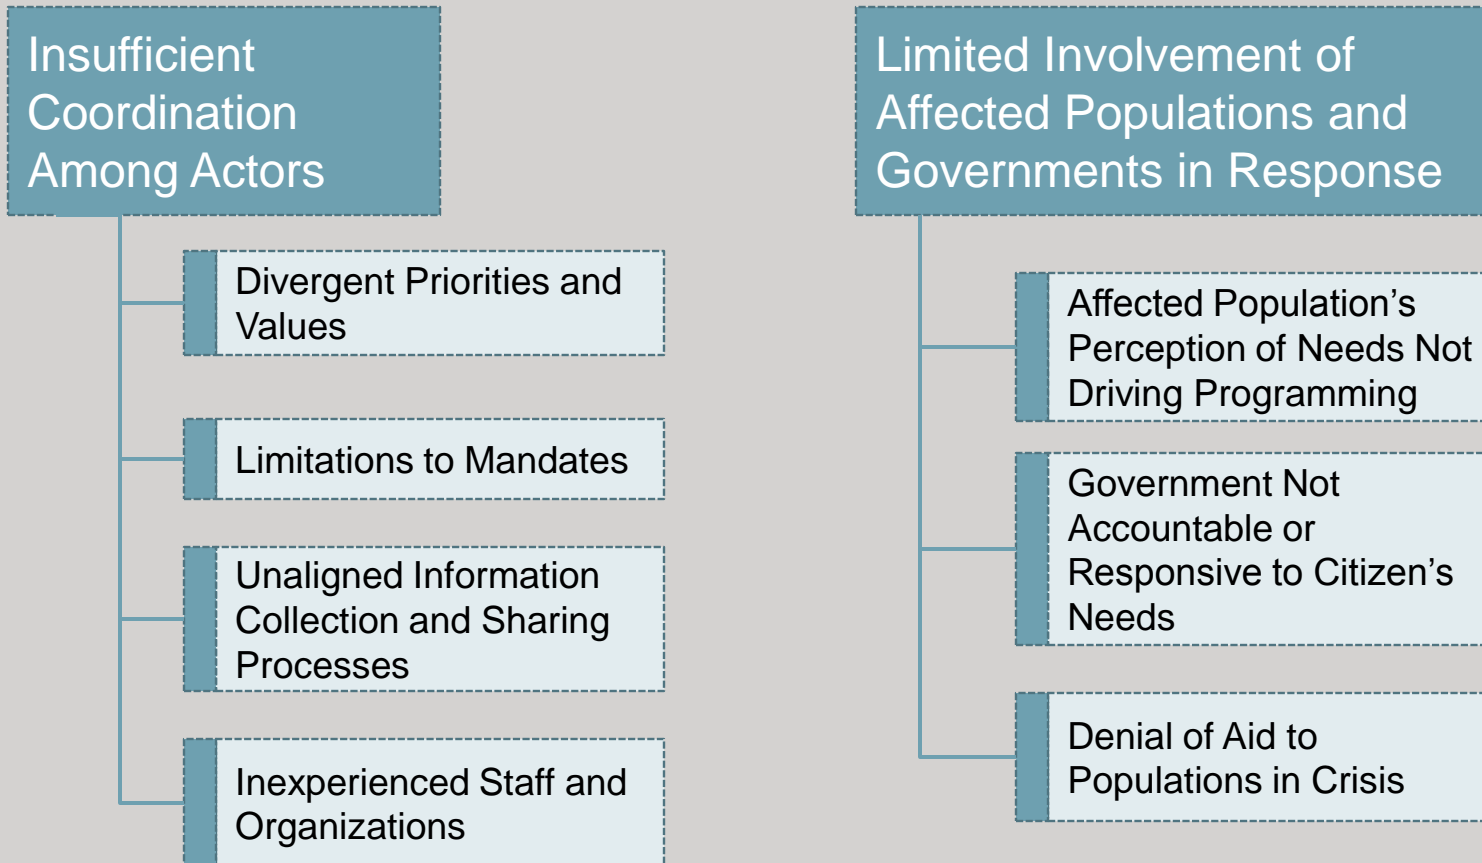 Insufficient
Coordination
Among Actors
Divergent Priorities and
Values
Limitations to Mandates
Unaligned Information
Collection and Sharing
Processes
Inexperienced Staff and
Organizations
Limited Involvement of
Affected Populations and
Governments in Response
Affected Population’s
Perception of Needs Not
Driving Programming
Government Not
Accountable or
Responsive to Citizen’s
Needs
Denial of Aid to
Populations in Crisis